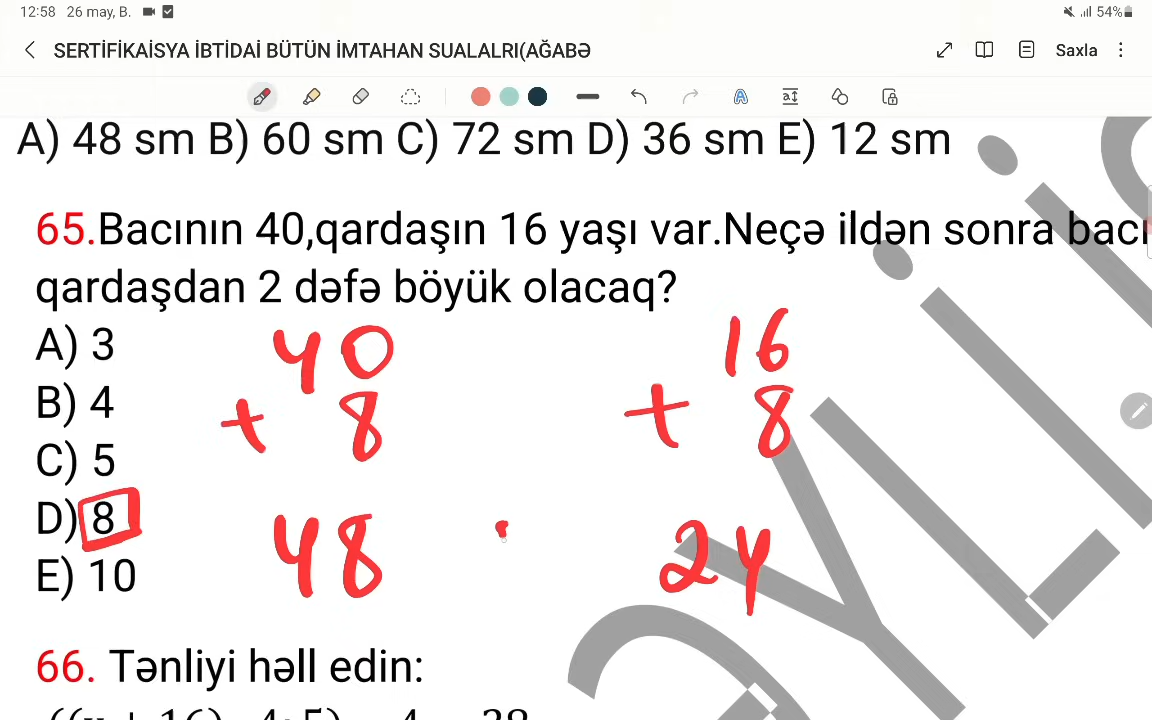 12:58 26 may, B. 54%
SERTİFİKAİSYA İBTİDAİ BÜTÜN İMTAHAN SUALALRI(AĞABƏ Saxla
A) 48 sm B) 60 sm C) 72 sm D) 36 sm E) 12 sm
65.Bacının 40,qardaşın 16 yaşı var.Neçə ildən sonra bacı
qardaşdan 2 dəfə böyük olacaq?
A) 3
B) 4
C) 5
D) 8
E) 10
40 16
+ 8 + 8
48 24
66. Tənliyi həll edin: